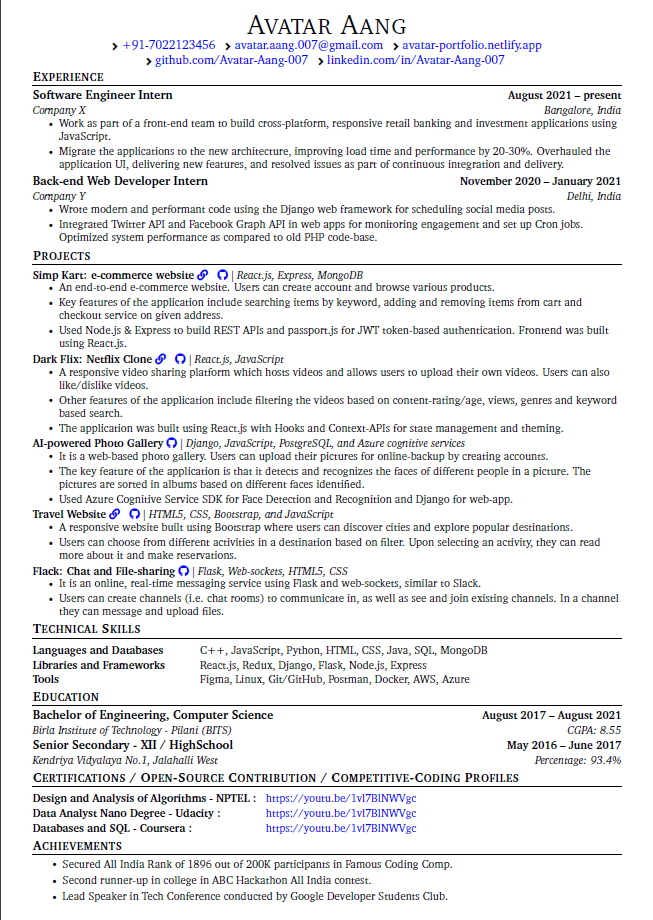 AVATAR AANG
+91-7022123456 avatar.aang.007@gmail.com avatar-portfolio.netlify.app
github.com/Avatar-Aang-007 linkedin.com/in/Avatar-Aang-007
EXPERIENCE
Software Engineer Intern August 2021 – present
Company X Bangalore, India
• Work as part of a front-end team to build cross-platform, responsive retail banking and investment applications using
JavaScript.
• Migrate the applications to the new architecture, improving load time and performance by 20-30%. Overhauled the
application UI, delivering new features, and resolved issues as part of continuous integration and delivery.
Back-end Web Developer Intern November 2020 – January 2021
Company Y Delhi, India
• Wrote modern and performant code using the Django web framework for scheduling social media posts.
• Integrated Twitter API and Facebook Graph API in web apps for monitoring engagement and set up Cron jobs.
Optimized system performance as compared to old PHP code-base.
PROJECTS
Simp Kart: e-commerce website | React.js, Express, MongoDB
• An end-to-end e-commerce website. Users can create account and browse various products.
• Key features of the application include searching items by keyword, adding and removing items from cart and
checkout service on given address.
• Used Node.js & Express to build REST APIs and passport.js for JWT token-based authentication. Frontend was built
using React.js.
Dark Flix: Netflix Clone | React.js, JavaScript
• A responsive video sharing platform which hosts videos and allows users to upload their own videos. Users can also
like/dislike videos.
• Other features of the application include filtering the videos based on content-rating/age, views, genres and keyword
based search.
• The application was built using React.js with Hooks and Context-APIs for state management and theming.
AI-powered Photo Gallery | Django, JavaScript, PostgreSQL, and Azure cognitive services
• It is a web-based photo gallery. Users can upload their pictures for online-backup by creating accounts.
• The key feature of the application is that it detects and recognizes the faces of different people in a picture. The
pictures are sorted in albums based on different faces identified.
• Used Azure Cognitive Service SDK for Face Detection and Recognition and Django for web-app.
Travel Website | HTML5, CSS, Bootstrap, and JavaScript
• A responsive website built using Bootstrap where users can discover cities and explore popular destinations.
• Users can choose from different activities in a destination based on filter. Upon selecting an activity, they can read
more about it and make reservations.
Flack: Chat and File-sharing | Flask, Web-sockets, HTML5, CSS
• It is an online, real-time messaging service using Flask and web-sockets, similar to Slack.
• Users can create channels (i.e. chat rooms) to communicate in, as well as see and join existing channels. In a channel
they can message and upload files.
TECHNICAL SKILLS
Languages and Databases C++, JavaScript, Python, HTML, CSS, Java, SQL, MongoDB
Libraries and Frameworks React.js, Redux, Django, Flask, Node.js, Express
Tools Figma, Linux, Git/GitHub, Postman, Docker, AWS, Azure
EDUCATION
Bachelor of Engineering, Computer Science August 2017 – August 2021
Birla Institute of Technology - Pilani (BITS) CGPA: 8.55
Senior Secondary - XII / HighSchool May 2016 – June 2017
Kendriya Vidyalaya No.1, Jalahalli West Percentage: 93.4%
CERTIFICATIONS / OPEN-SOURCE CONTRIBUTION / COMPETITIVE-CODING PROFILES
Design and Analysis of Algorithms - NPTEL : https://youtu.be/1vl7BlNWVgc
Data Analyst Nano Degree - Udacity : https://youtu.be/1vl7BlNWVgc
Databases and SQL - Coursera : https://youtu.be/1vl7BlNWVgc
ACHIEVEMENTS
• Secured All India Rank of 1896 out of 200K participants in Famous Coding Comp.
• Second runner-up in college in ABC Hackathon All India contest.
• Lead Speaker in Tech Conference conducted by Google Developer Students Club.